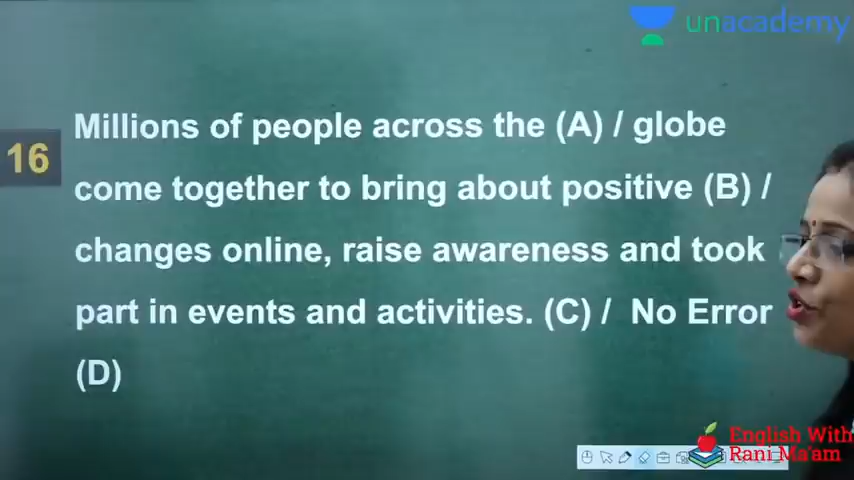 unacademy
Millions of people across the (A) / globe
16
come together to bring about positive (B) /
changes online, raise awareness and took
part in events and activities. (C) / No Error
(D)
English With
Rani Ma'am